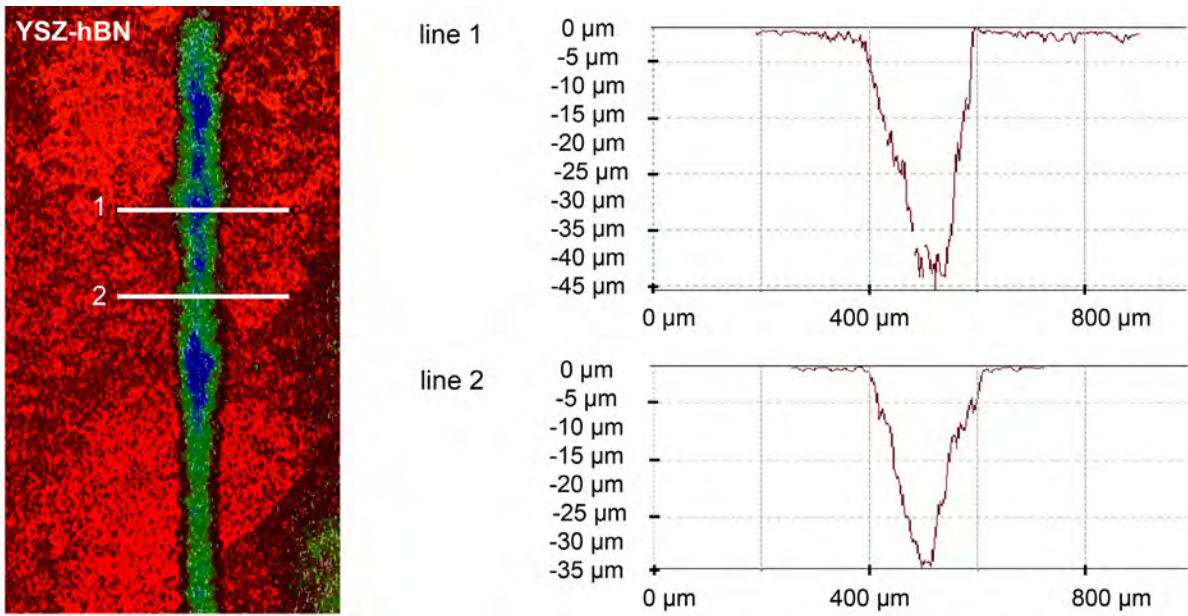 YSZ-hBN
1
2
line 1
0 µm
-5 µm
-10 µm
-15 µm
-20 µm
-25 µm
-30 µm
-35 µm
-40 µm
-45 µm
0 µm 400 µm 800 µm
line 2
0 µm
-5 µm
-10 µm
-15 µm
-20 µm
-25 µm
-30 µm
-35 µm
0 µm 400 µm 800 µm